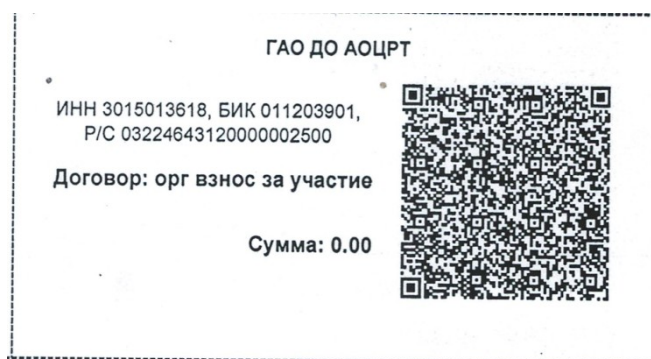 ГАО ДО АОЦРТ
ИНН 3015013618, БИК 011203901,
Р/С 03224643120000002500
Договор: орг взнос за участие
Сумма: 0.00